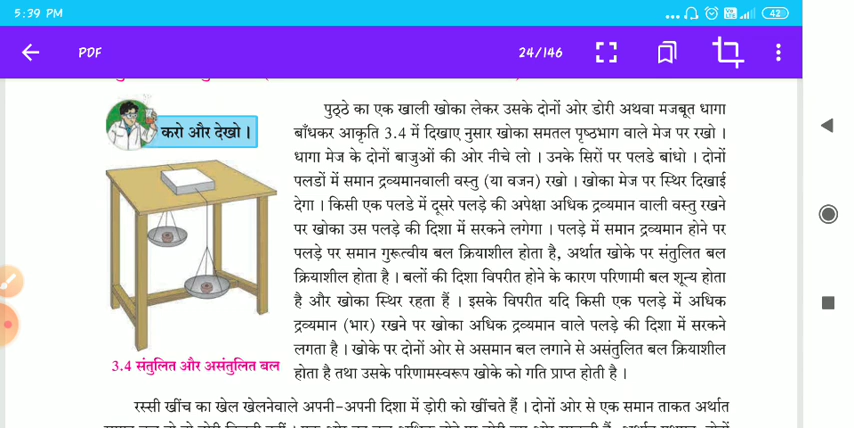 5:39 PM
42
PDF
24/146
करो और देखो ।
पुठ्ठे का एक खाली खोका लेकर उसके दोनों ओर डोरी अथवा मजबूत धागा
बाँधकर आकृति 3.4 में दिखाए नुसार खोका समतल पृष्ठभाग वाले मेज पर रखो ।
धागा मेज के दोनों बाजुओं की ओर नीचे लो । उनके सिरों पर पलडे बांधो । दोनों
पलडों में समान द्रव्यमानवाली वस्तु (या वजन) रखो । खोका मेज पर स्थिर दिखाई
देगा । किसी एक पलडे में दूसरे पलड़े की अपेक्षा अधिक द्रव्यमान वाली वस्तु रखने
पर खोका उस पलड़े की दिशा में सरकने लगेगा । पलड़े में समान द्रव्यमान होने पर
पलड़े पर समान गुरूत्वीय बल क्रियाशील होता है, अर्थात खोके पर संतुलित बल
क्रियाशील होता है । बलों की दिशा विपरीत होने के कारण परिणामी बल शून्य होता
है और खोका स्थिर रहता हैं । इसके विपरीत यदि किसी एक पलड़े में अधिक
द्रव्यमान (भार) रखने पर खोका अधिक द्रव्यमान वाले पलड़े की दिशा में सरकने
लगता है । खोके पर दोनों ओर से असमान बल लगाने से असंतुलित बल क्रियाशील
होता है तथा उसके परिणामस्वरूप खोके को गति प्राप्त होती है ।
3.4 संतुलित और असंतुलित बल
रस्सी खींच का खेल खेलनेवाले अपनी-अपनी दिशा में ड़ोरी को खींचते हैं । दोनों ओर से एक समान ताकत अर्थात